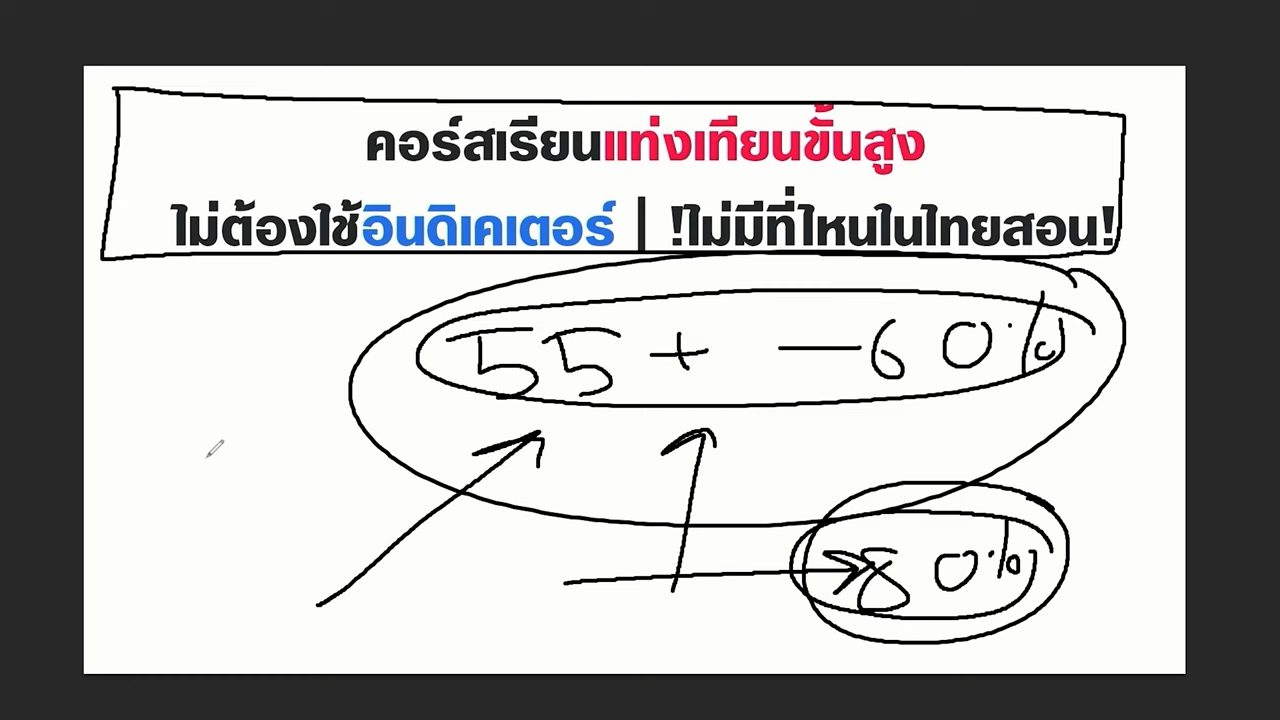 คอร์สเรียนแท่งเทียนขั้นสูง
ไม่ต้องใช้อินดิเคเตอร์ | !ไม่มีที่ไหนในไทยสอน!
55 + - 60%
80%